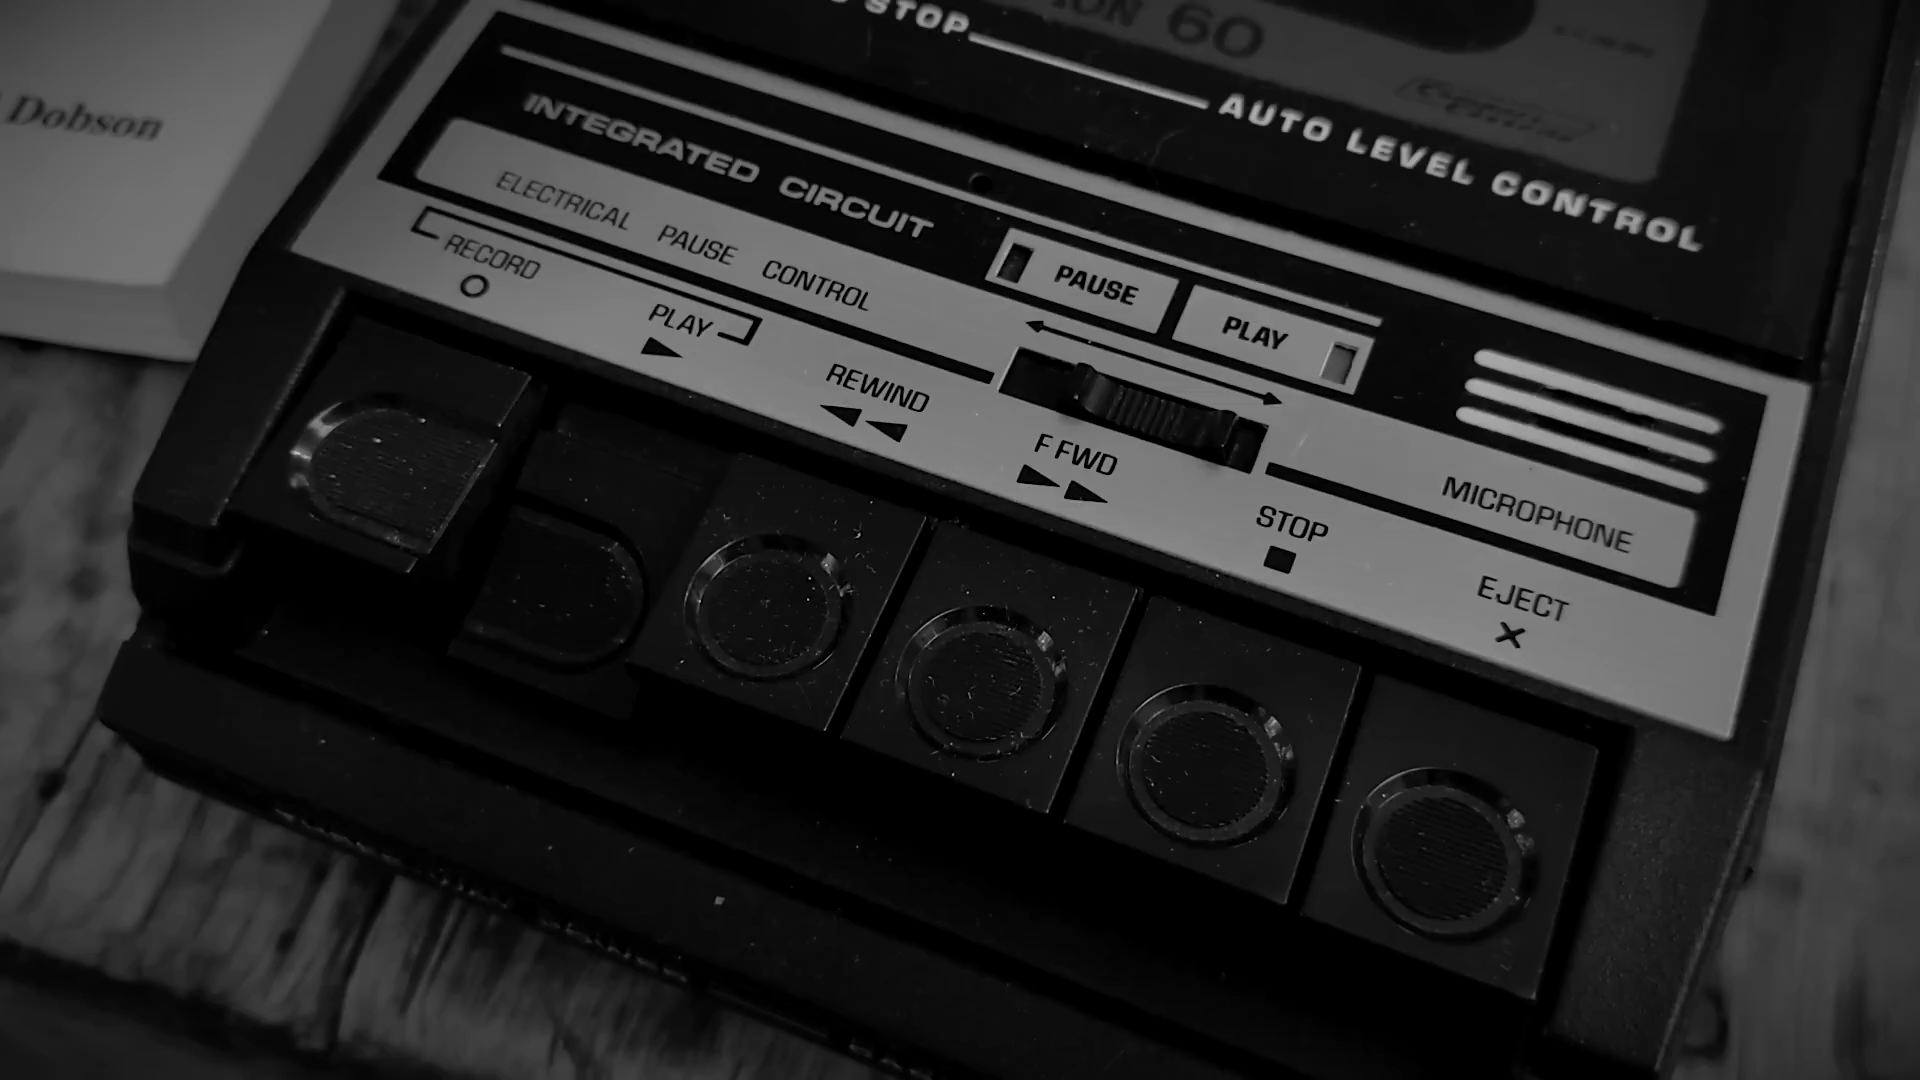 Dobson
STOP
60
AUTO LEVEL CONTROL
INTEGRATED CIRCUIT
ELECTRICAL PAUSE CONTROL
PAUSE
PLAY
RECORD
PLAY
REWIND
F FWD
STOP
EJECT
MICROPHONE